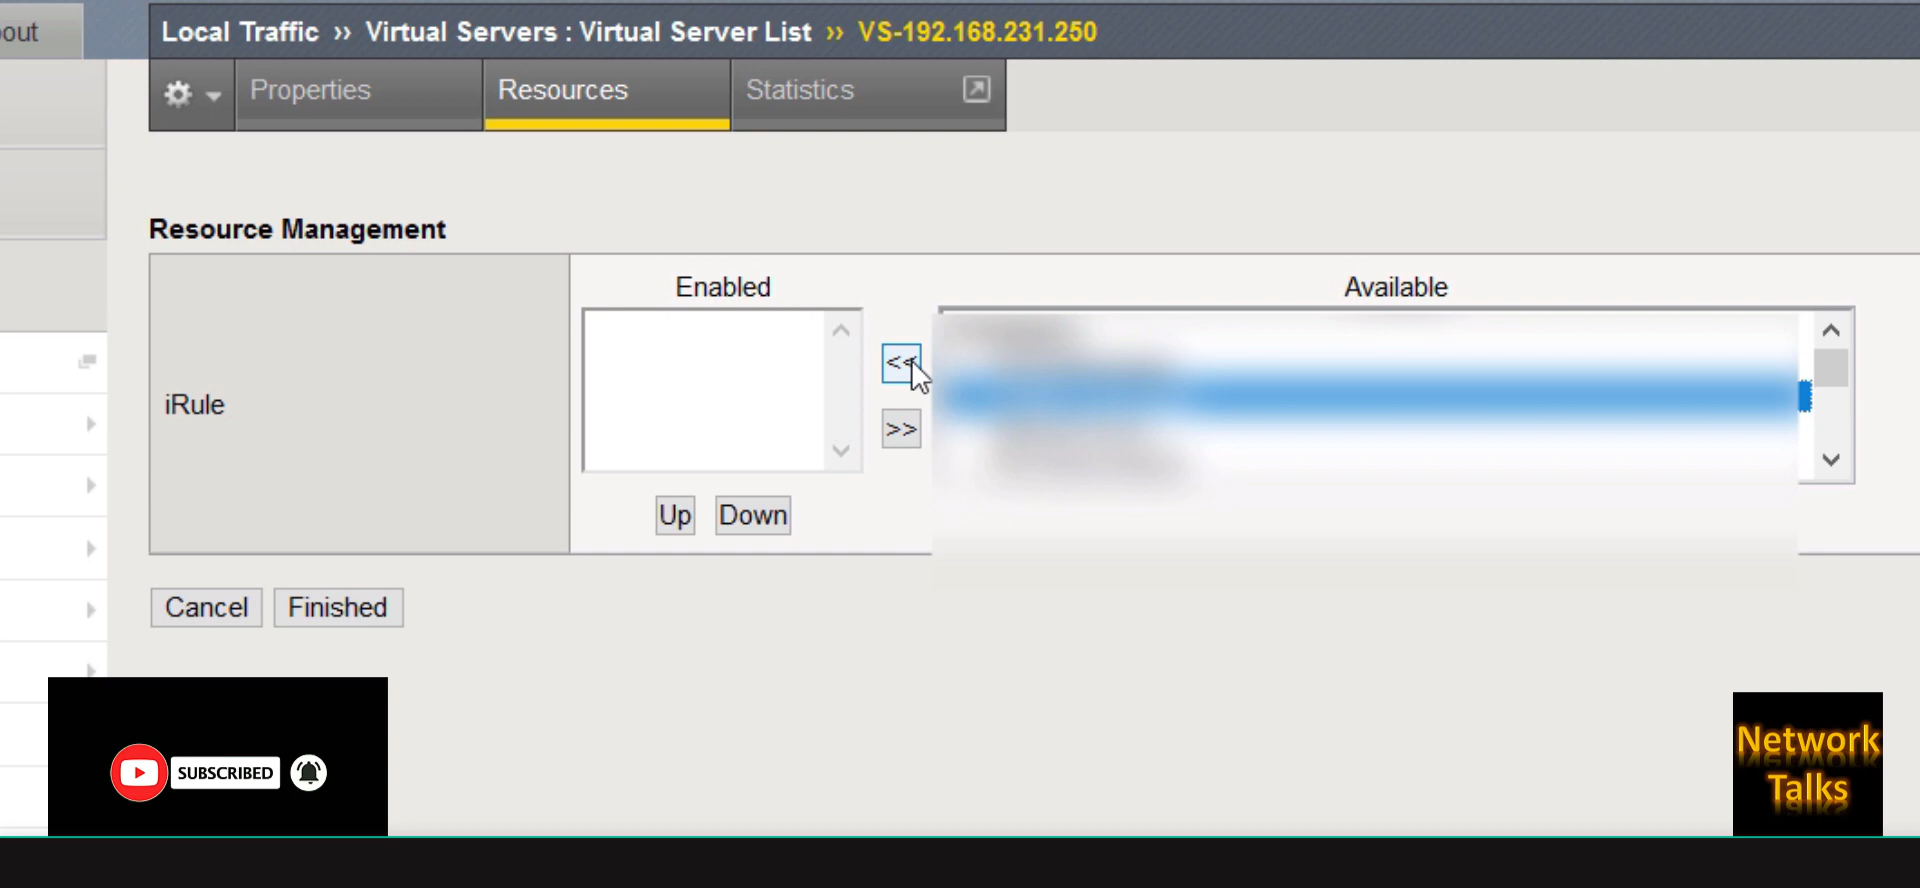 out
Local Traffic ›› Virtual Servers : Virtual Server List ›› VS-192.168.231.250
Properties
Resources
Statistics
Resource Management
Enabled
Available
<<
iRule
>>
Up
Down
Cancel
Finished
SUBSCRIBED
Network
Talks